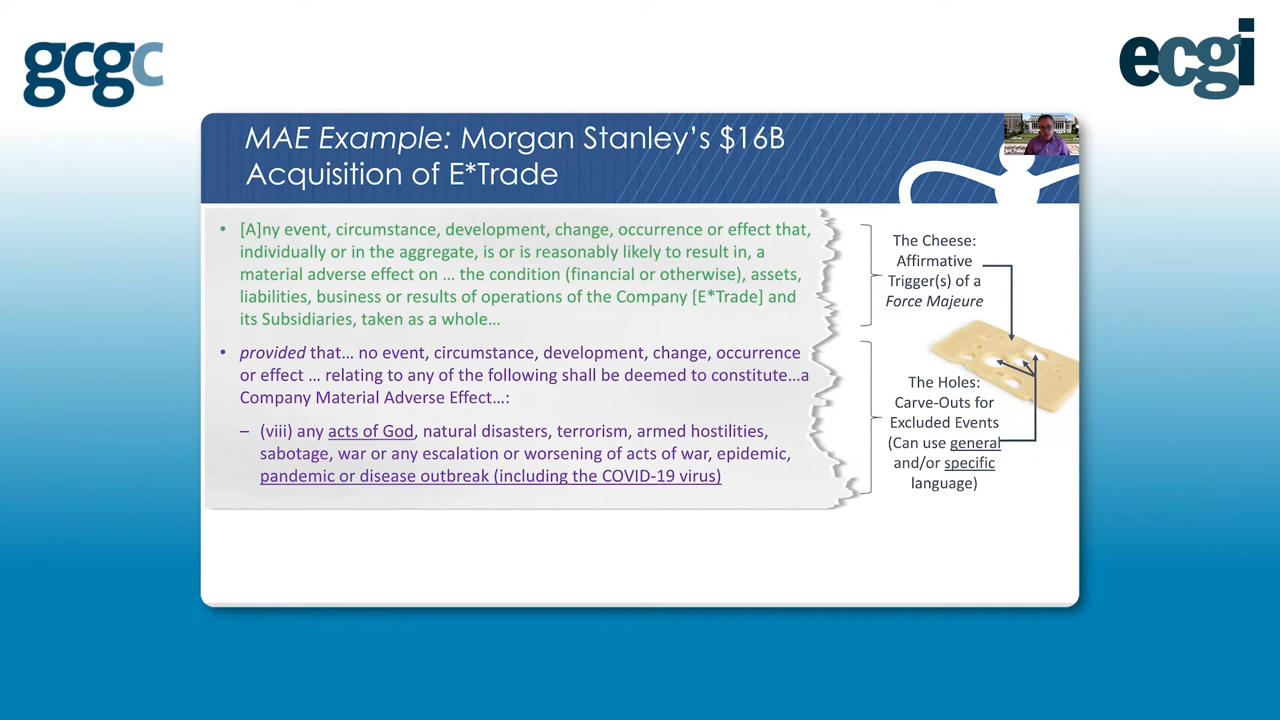 gcgc
ecgi
MAE Example: Morgan Stanley's $16B
Acquisition of E*Trade
• [A]ny event, circumstance, development, change, occurrence or effect that,
individually or in the aggregate, is or is reasonably likely to result in, a
material adverse effect on … the condition (financial or otherwise), assets,
liabilities, business or results of operations of the Company [E*Trade] and
its Subsidiaries, taken as a whole…
• provided that… no event, circumstance, development, change, occurrence
or effect … relating to any of the following shall be deemed to constitute…a
Company Material Adverse Effect…:
– (viii) any acts of God, natural disasters, terrorism, armed hostilities,
sabotage, war or any escalation or worsening of acts of war, epidemic,
pandemic or disease outbreak (including the COVID-19 virus)
The Cheese:
Affirmative
Trigger(s) of a
Force Majeure
The Holes:
Carve-Outs for
Excluded Events
(Can use general
and/or specific
language)